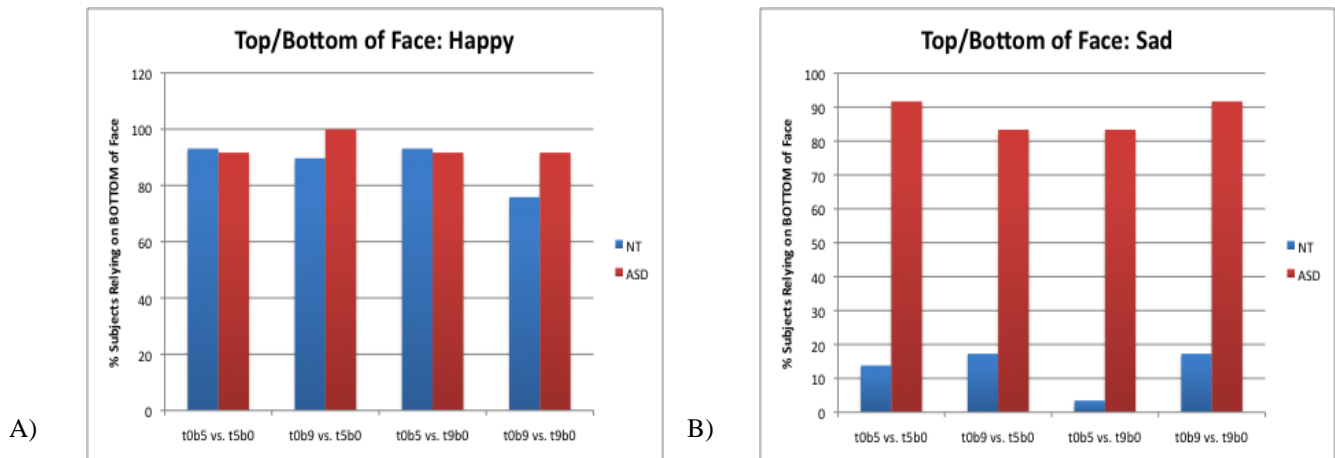 Top/Bottom of Face: Happy
% Subjects Relying on BOTTOM of Face
120
100
80
60
40
20
0
t0b5 vs. t5b0 t0b9 vs. t5b0 t0b5 vs. t9b0 t0b9 vs. t9b0
NT
ASD
A)
Top/Bottom of Face: Sad
% Subjects Relying on BOTTOM of Face
100
90
80
70
60
50
40
30
20
10
0
t0b5 vs. t5b0 t0b9 vs. t5b0 t0b5 vs. t9b0 t0b9 vs. t9b0
NT
ASD
B)